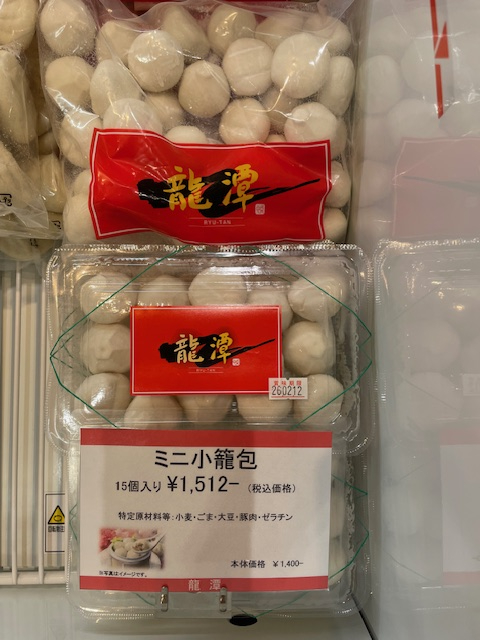 龍潭
RYU-TAN
龍潭
RYU-TAN
賞味期限
260212
ミニ小籠包
15個入り ¥1,512− (税込価格)
特定原材料等:小麦・ごま・大豆・豚肉・ゼラチン
本体価格 ¥1,400−
※写真はイメージです。
龍潭